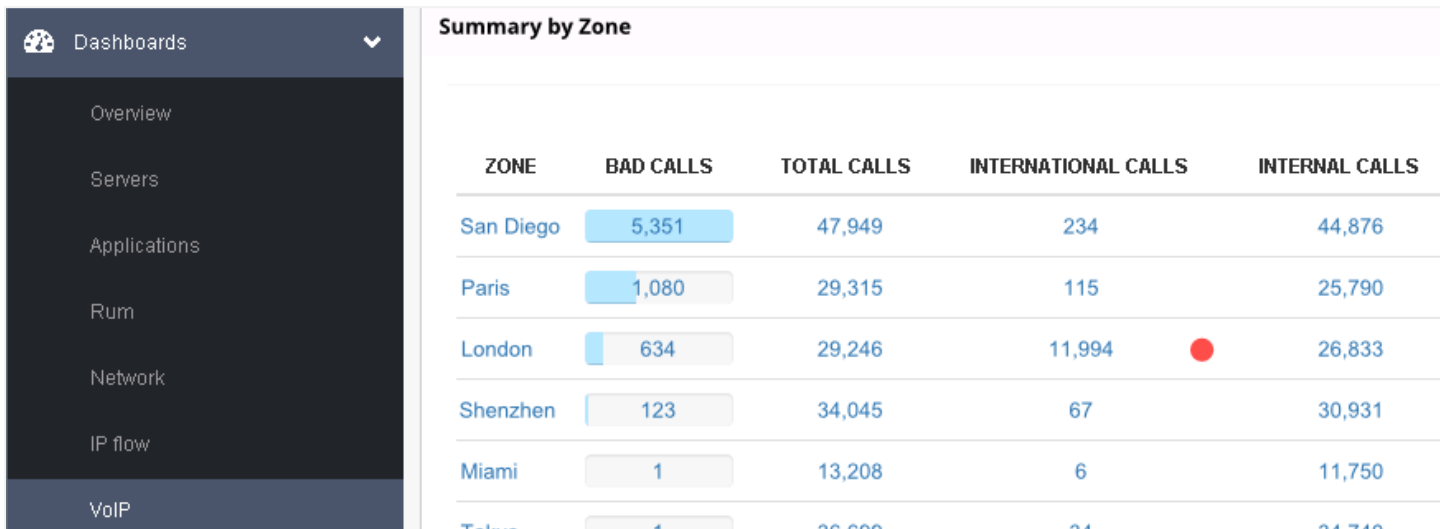 Dashboards
Overview
Servers
Applications
Rum
Network
IP flow
VoIP
Summary by Zone
ZONE BAD CALLS TOTAL CALLS INTERNATIONAL CALLS INTERNAL CALLS
San Diego 5,351 47,949 234 44,876
Paris 1,080 29,315 115 25,790
London 634 29,246 11,994 26,833
Shenzhen 123 34,045 67 30,931
Miami 1 13,208 6 11,750